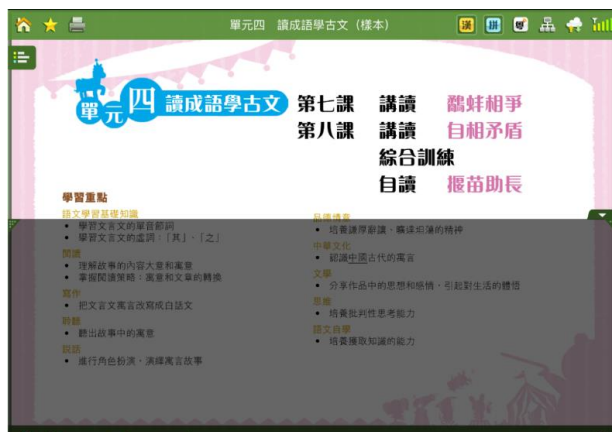 單元四 讀成語學古文（樣本）
漢 拼
單元四 讀成語學古文
第七課 講讀 鷸蚌相爭
第八課 講讀 自相矛盾
綜合訓練
自讀 揠苗助長
學習重點
語文學習基礎知識
• 學習文言文的單音節詞
• 學習文言文的虛詞：「其」、「之」
閱讀
• 理解故事的內容大意和寓意
• 掌握閱讀策略：寓意和文章的轉換
寫作
• 把文言文寓言改寫成白話文
聆聽
• 聽出故事中的寓意
說話
• 進行角色扮演，演繹寓言故事
品德情意
• 培養謙厚辭讓、曠達坦蕩的精神
中華文化
• 認識中國古代的寓言
文學
• 分享作品中的思想和感情，引起對生活的體悟
思維
• 培養批判性思考能力
語文自學
• 培養獲取知識的能力